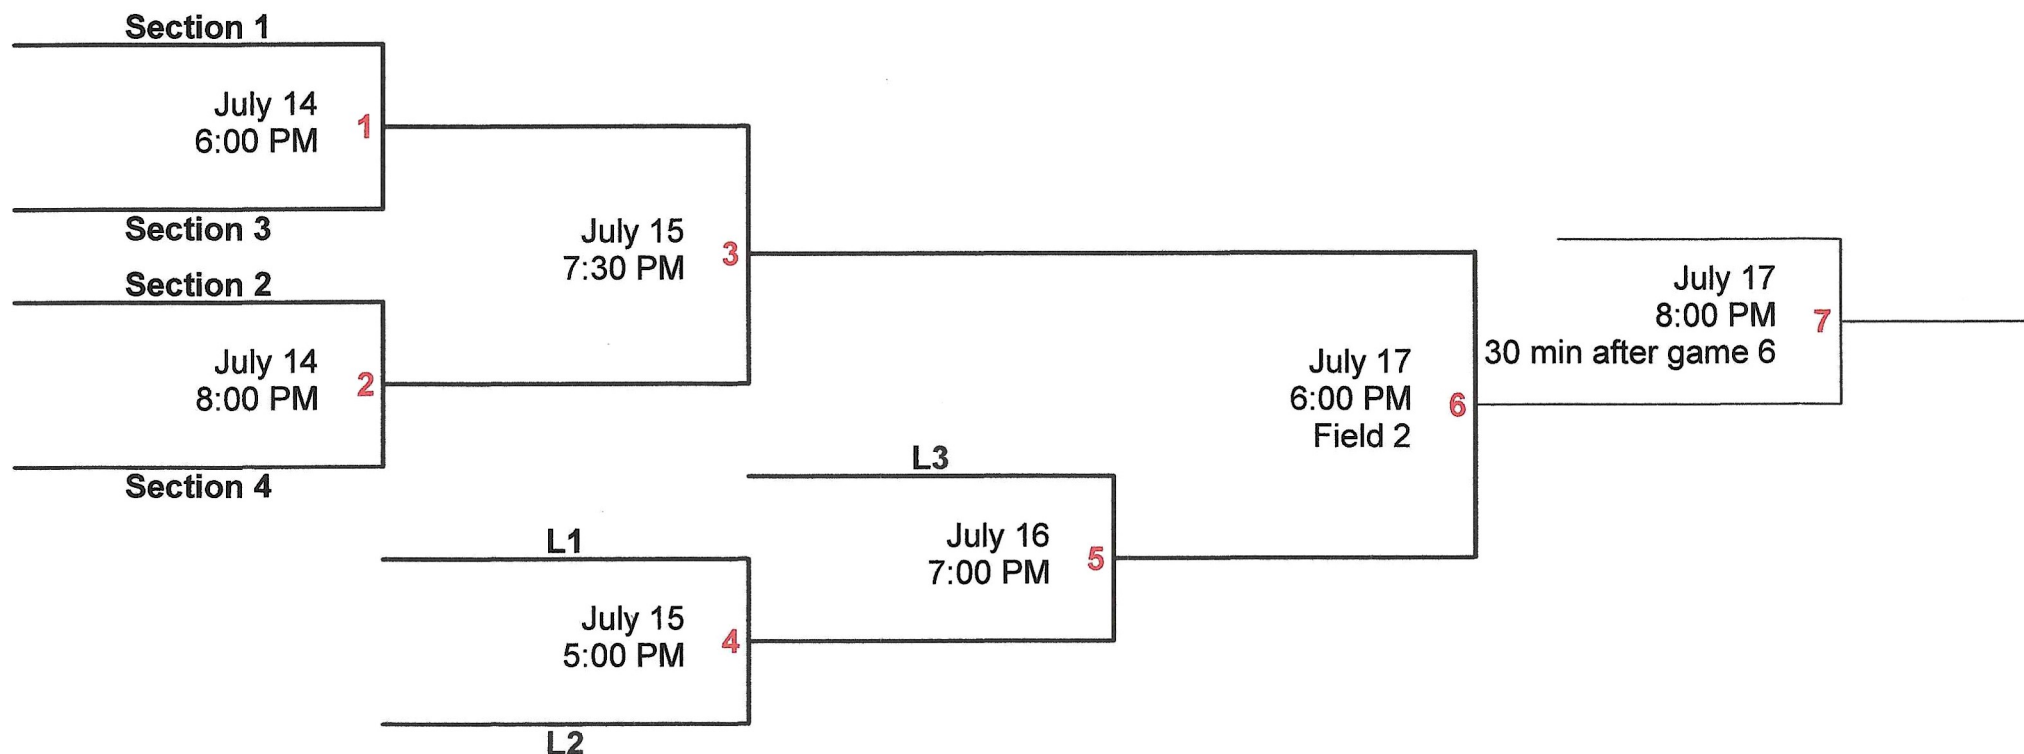 Section 1
July 14
6:00 PM
1
Section 3
Section 2
July 14
8:00 PM
2
Section 4
July 15
7:30 PM
3
L1
July 15
5:00 PM
4
L2
L3
July 16
7:00 PM
5
July 17
6:00 PM
Field 2
6
July 17
8:00 PM
30 min after game 6
7